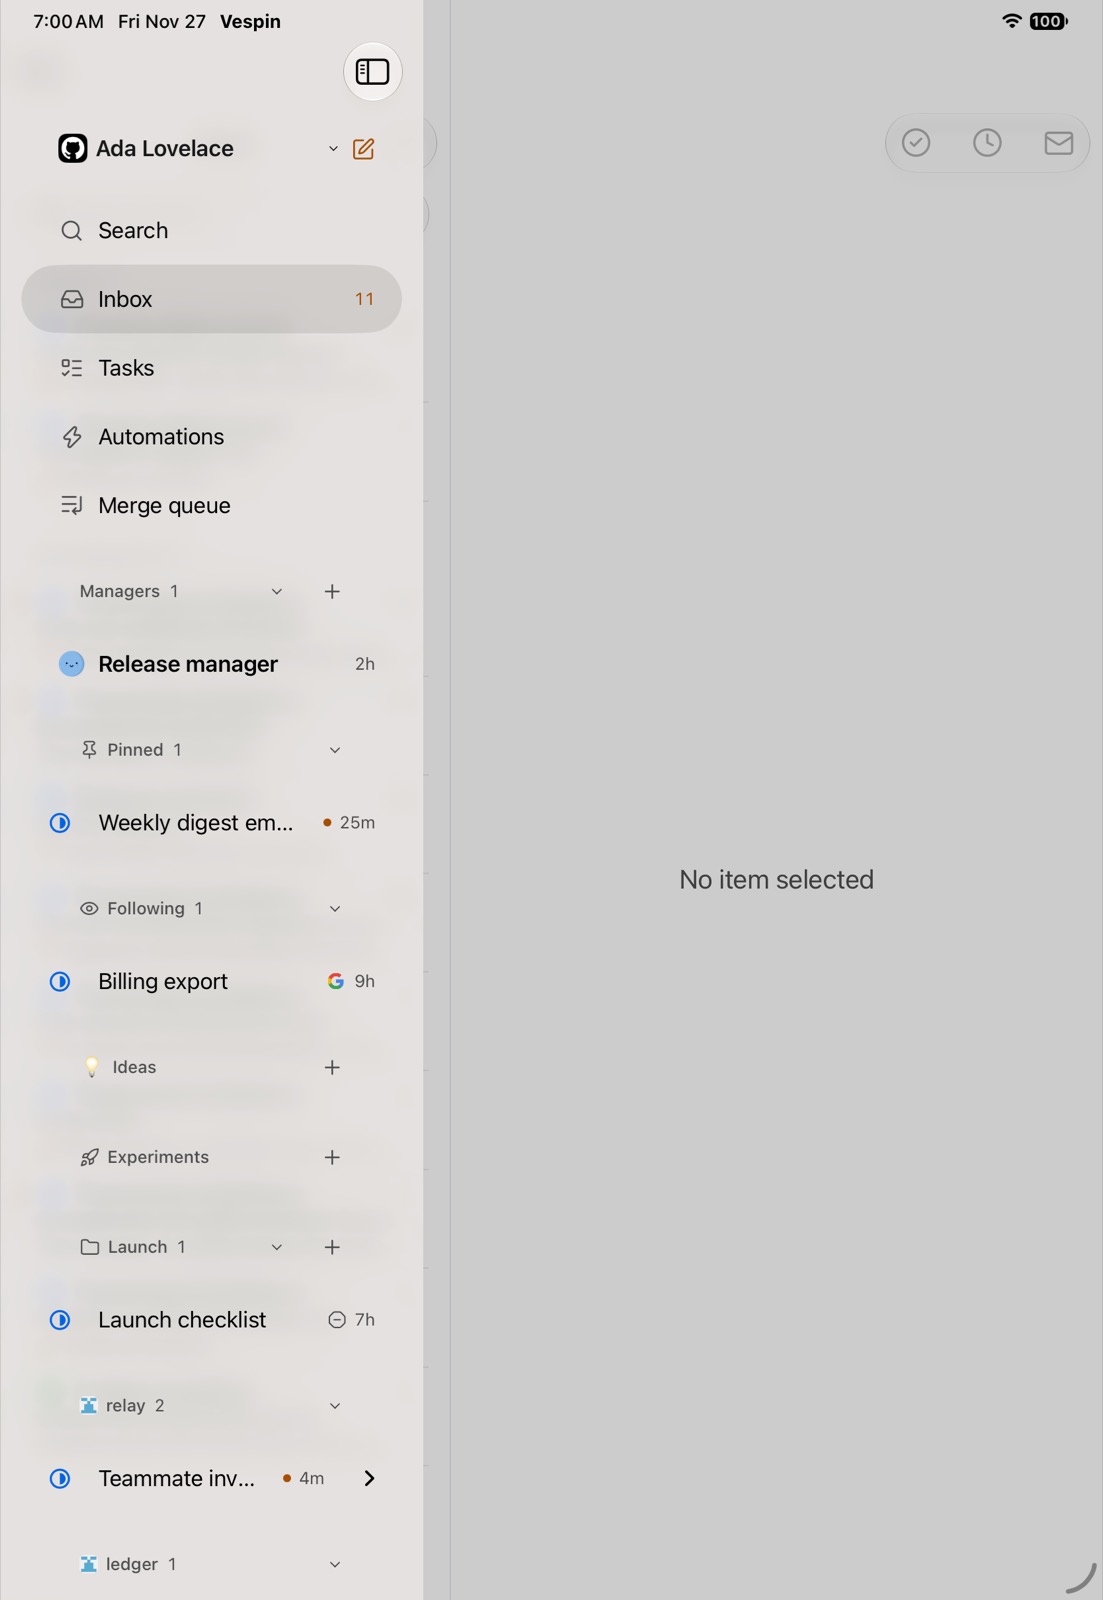 7:00 AM Fri Nov 27 Vespin
100
Ada Lovelace
Search
Inbox 11
Tasks
Automations
Merge queue
Managers 1
Release manager 2h
Pinned 1
Weekly digest em... 25m
Following 1
Billing export 9h
Ideas
Experiments
Launch 1
Launch checklist 7h
relay 2
Teammate inv... 4m
ledger 1
No item selected